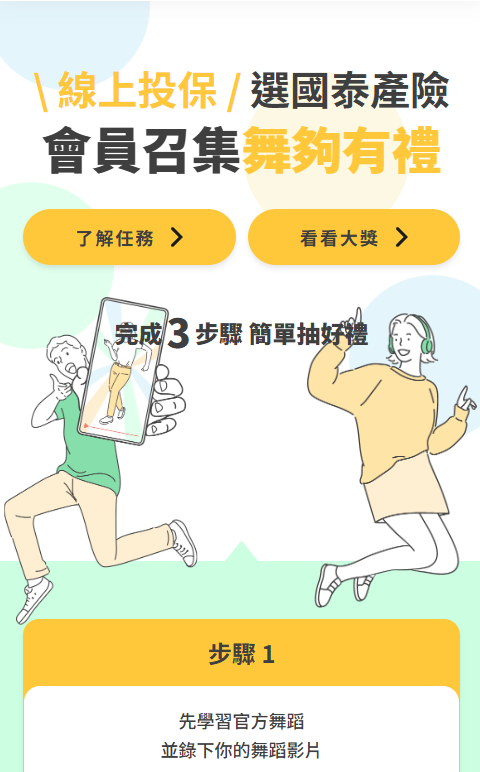 \ 線上投保 / 選國泰產險
會員召集舞夠有禮
了解任務
看看大獎
完成3步驟 簡單抽好禮
步驟 1
先學習官方舞蹈
並錄下你的舞蹈影片